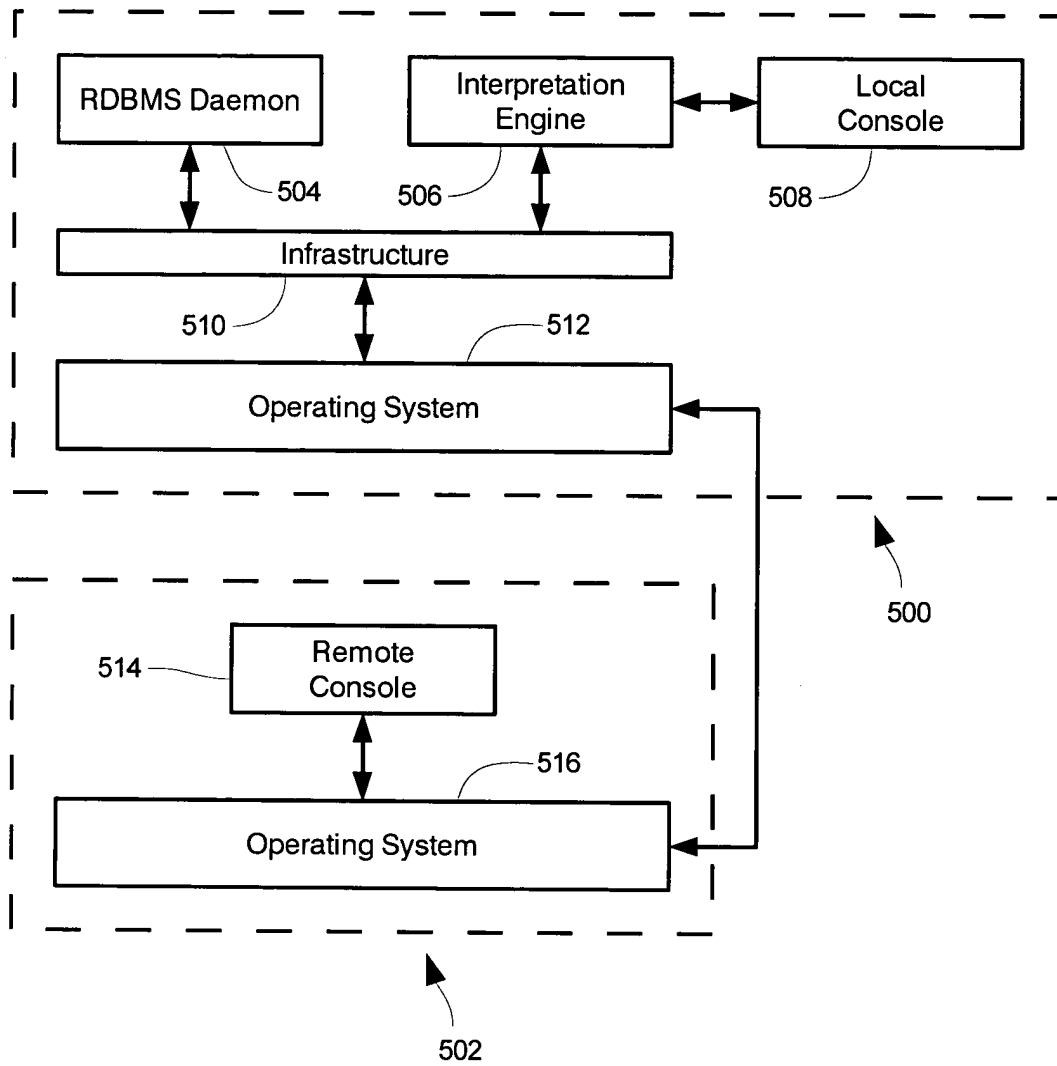 RDBMS Daemon
Interpretation
Engine
Local
Console
504
506
508
Infrastructure
510
512
Operating System
500
514
Remote
Console
516
Operating System
502